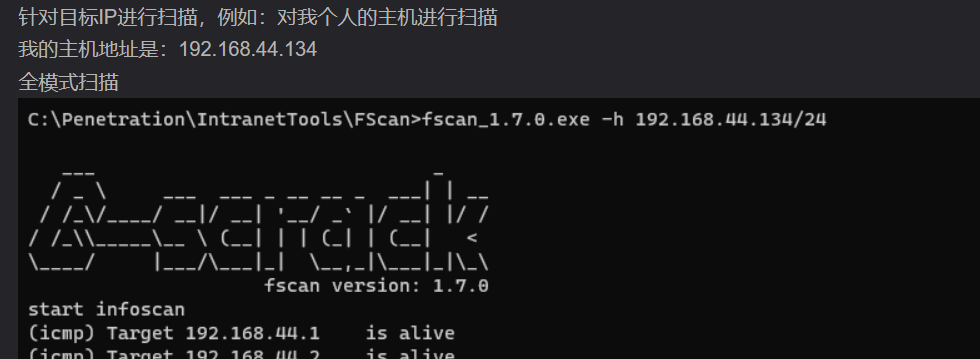 针对目标IP进行扫描，例如：对我个人的主机进行扫描
我的主机地址是：192.168.44.134
全模式扫描
C:\Penetration\IntranetTools\FScan>fscan_1.7.0.exe -h 192.168.44.134/24
   ___                              _
  / _ \     ___  ___ _ __ __ _  ___| | __
 / /_\/____/ __|/ __| '__/ _` |/ __| |/ /
/ /_\\_____\__ \ (__| | | (_| | (__|   <
\____/     |___/\___|_|  \__,_|\___|_|\_\
                     fscan version: 1.7.0
start infoscan
(icmp) Target 192.168.44.1    is alive
(icmp) Target 192.168.44.2    is alive